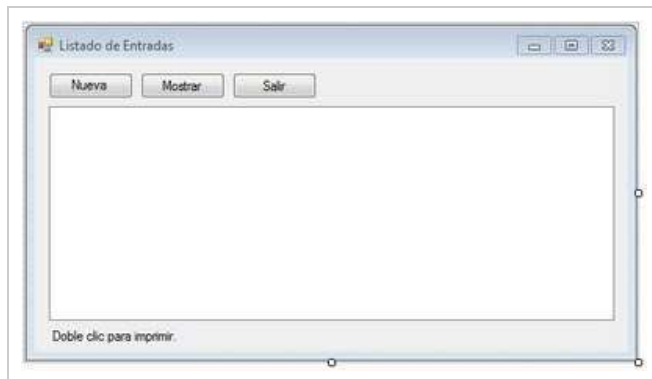 Listado de Entradas
Nueva Mostrar Salir
Doble clic para imprimir.